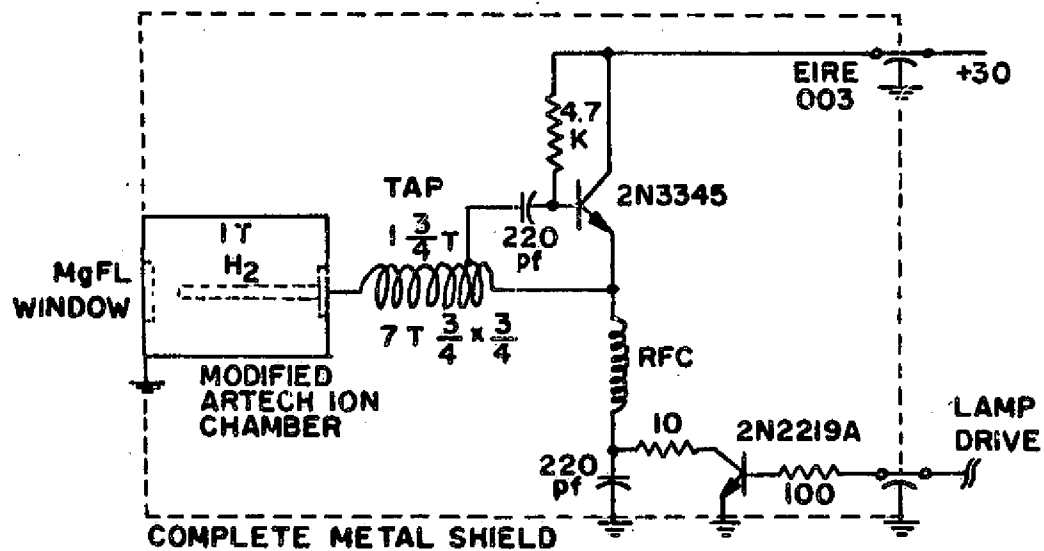 EIRE
003
+30
4.7
K
2N3345
TAP
1 3/4 T
220
pf
1T
H2
MgFL
WINDOW
7 T 3/4 x 3/4
RFC
MODIFIED
ARTECH ION
CHAMBER
LAMP
DRIVE
10
2N2219A
220
pf
100
COMPLETE METAL SHIELD